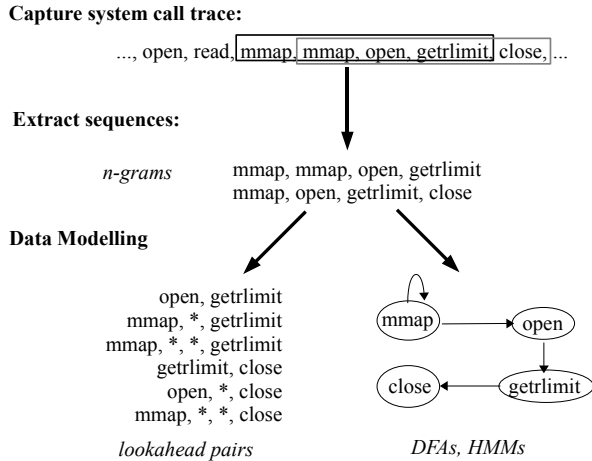 Capture system call trace:
..., open, read, mmap, mmap, open, getrlimit, close, ...
Extract sequences:
n-grams
mmap, mmap, open, getrlimit
mmap, open, getrlimit, close
Data Modelling
open, getrlimit
mmap, *, getrlimit
mmap, *, *, getrlimit
getrlimit, close
open, *, close
mmap, *, *, close
lookahead pairs
mmap
open
close
getrlimit
DFAs, HMMs